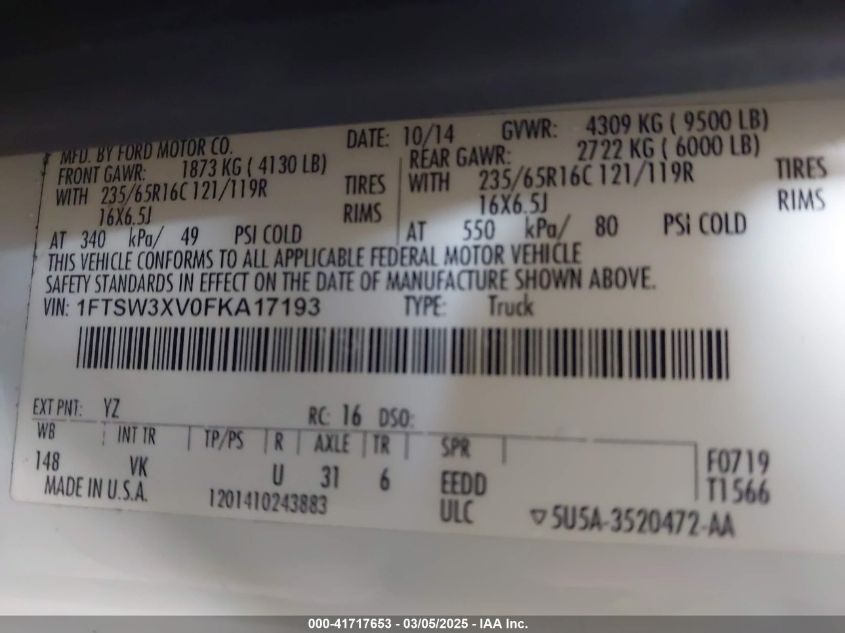 MFD. BY FORD MOTOR CO. DATE: 10/14 GVWR: 4309 KG ( 9500 LB)
FRONT GAWR: 1873 KG ( 4130 LB) REAR GAWR: 2722 KG ( 6000 LB)
WITH 235/65R16C 121/119R TIRES WITH 235/65R16C 121/119R TIRES
16X6.5J RIMS 16X6.5J RIMS
AT 340 kPa/ 49 PSI COLD AT 550 kPa/ 80 PSi COLD
THIS VEHICLE CONFORMS TO ALL APPLICABLE FEDERAL MOTOR VEHICLE
SAFETY STANDARDS IN EFFECT ON THE DATE OF MANUFACTURE SHOWN ABOVE.
VIN: 1FTSW3XV0FKA17193 TYPE: Truck
EXT PNT: YZ RC: 16 DSO:
WB INT TR TP/PS R AXLE TR SPR
148 VK U 31 6 EEDD F0719
MADE IN U.S.A. 1201410243883 ULC T1566
▽5U5A-3520472-AA
000-41717653 - 03/05/2025 - IAA Inc.